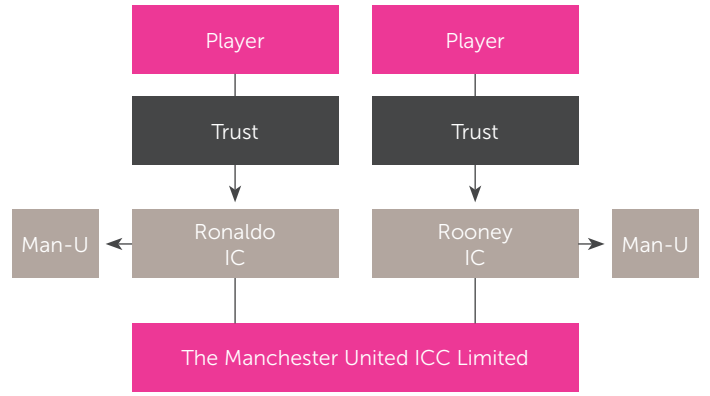 Player
Player
Trust
Trust
Man-U
Ronaldo
IC
Rooney
IC
Man-U
The Manchester United ICC Limited